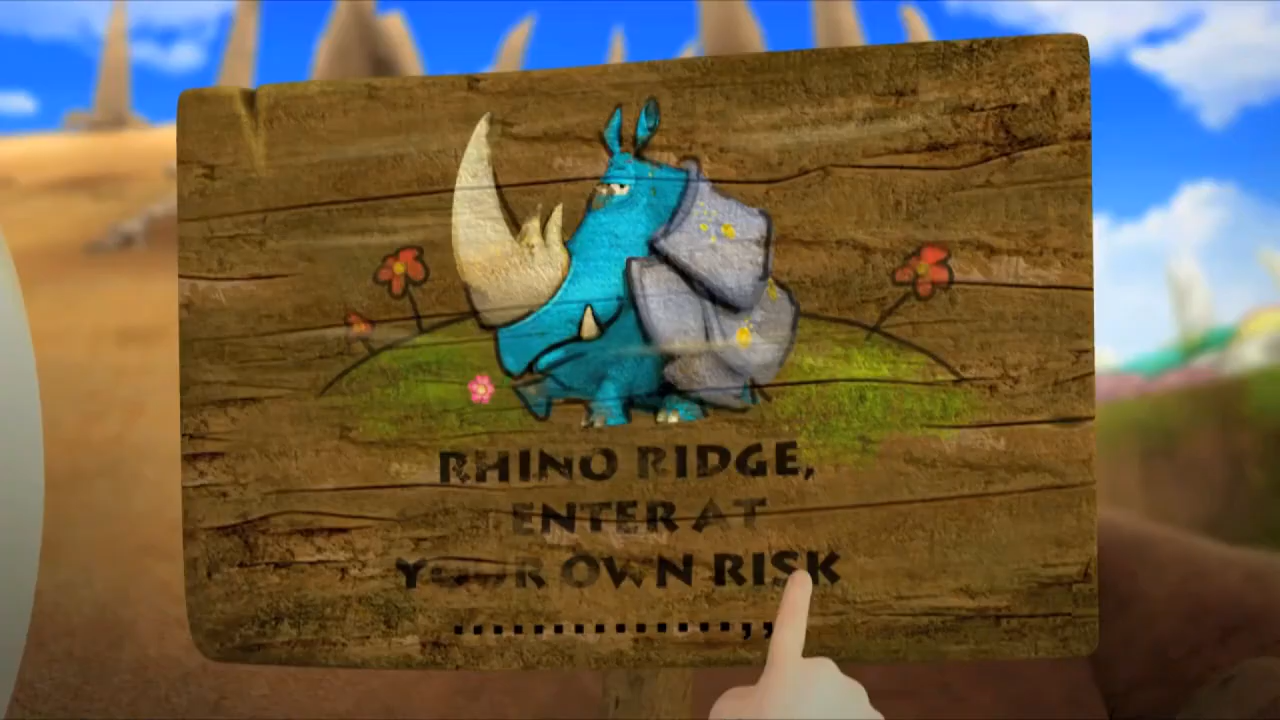 RHINO RIDGE,
ENTER AT
YOUR OWN RISK
...............,,